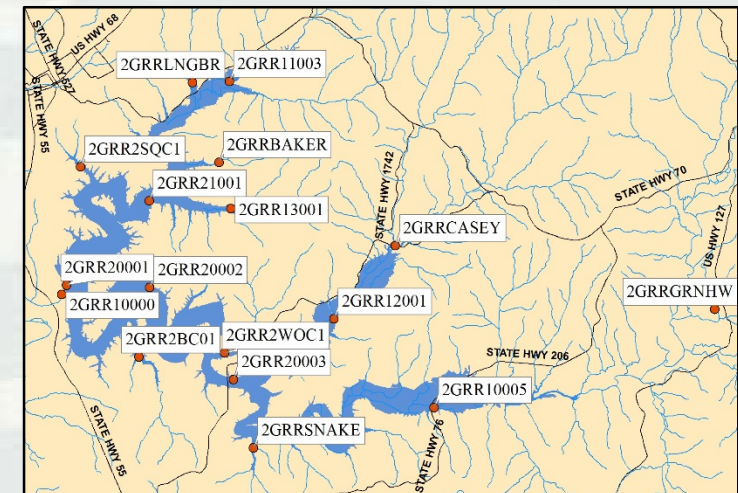 US HWY 68
STATE HWY 527
2GRRLNGBR
2GRR11003
STATE HWY 55
2GRR2SQC1
2GRRBAKER
STATE HWY 1742
STATE HWY 70
2GRR21001
2GRR13001
2GRRCASEY
US HWY 127
2GRR20001
2GRR20002
2GRRGRNHW
2GRR10000
2GRR12001
2GRR2BC01
2GRR2WOC1
STATE HWY 206
2GRR20003
2GRR10005
STATE HWY 55
2GRRSNAKE
STATE HWY 76